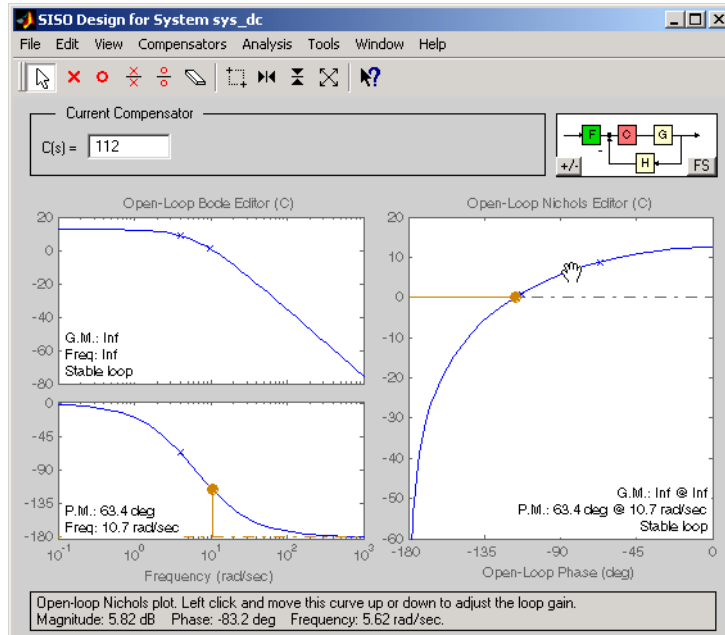 SISO Design for System sys_dc
File Edit View Compensators Analysis Tools Window Help
Current Compensator
C(s) = 112
F C G
H
+/- FS
Open-Loop Bode Editor (C)
20
0
-20
-40
-60
-80
G.M.: Inf
Freq: Inf
Stable loop
0
-45
-90
-135
-180
P.M.: 63.4 deg
Freq: 10.7 rad/sec
10^-1 10^0 10^1 10^2 10^3
Frequency (rad/sec)
Open-Loop Nichols Editor (C)
20
10
0
-10
-20
-30
-40
-50
-60
G.M.: Inf @ Inf
P.M.: 63.4 deg @ 10.7 rad/sec
Stable loop
-180 -135 -90 -45 0
Open-Loop Phase (deg)
Open-loop Nichols plot. Left click and move this curve up or down to adjust the loop gain.
Magnitude: 5.82 dB Phase: -83.2 deg Frequency: 5.62 rad/sec.